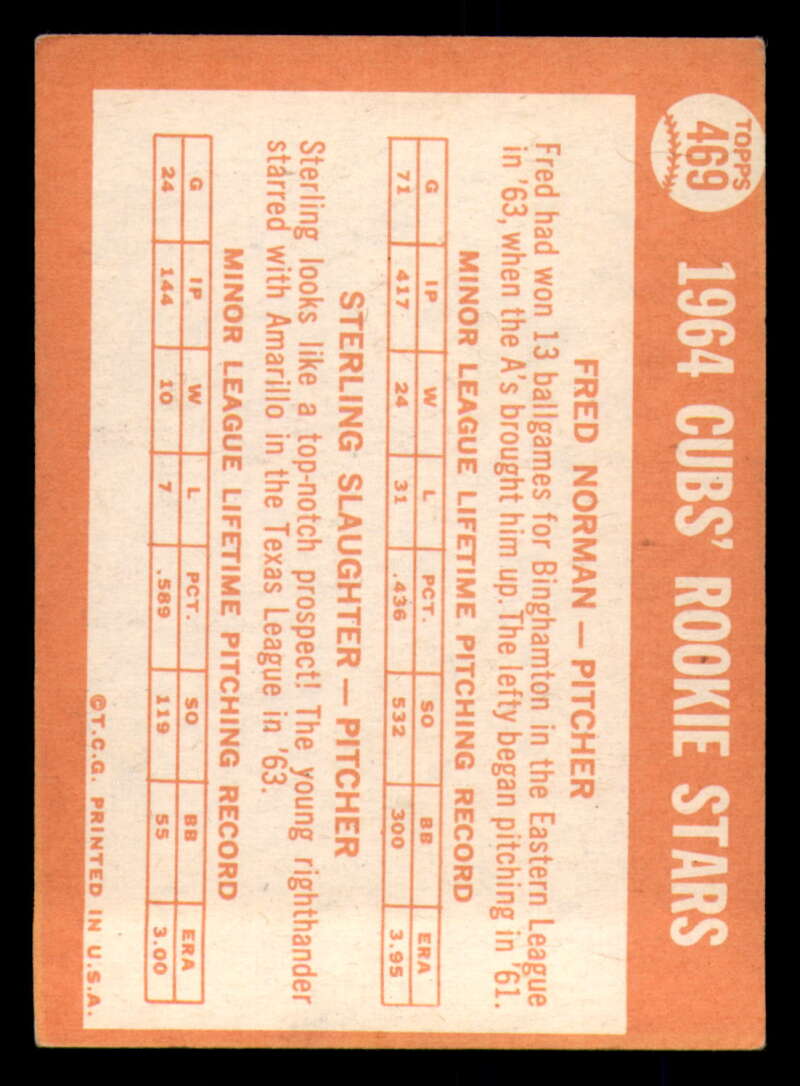 TOPPS
469
1964 CUBS' ROOKIE STARS
FRED NORMAN — PITCHER
Fred had won 13 ballgames for Binghamton in the Eastern League
in '63, when the A's brought him up. The lefty began pitching in '61.
MINOR LEAGUE LIFETIME PITCHING RECORD
G IP W L PCT. SO BB ERA
71 417 24 31 .436 532 300 3.95
STERLING SLAUGHTER — PITCHER
Sterling looks like a top-notch prospect! The young righthander
starred with Amarillo in the Texas League in '63.
MINOR LEAGUE LIFETIME PITCHING RECORD
G IP W L PCT. SO BB ERA
24 144 10 7 .589 119 55 3.00
©T.C.G. PRINTED IN U.S.A.